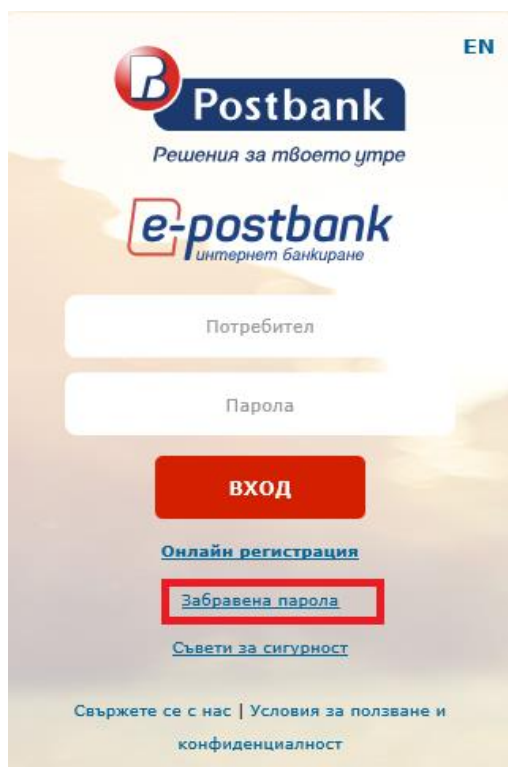 EN
Postbank
Решения за твоето утре
e-postbank
интернет банкиране
Потребител
Парола
ВХОД
Онлайн регистрация
Забравена парола
Съвети за сигурност
Свържете се с нас | Условия за ползване и
конфиденциалност